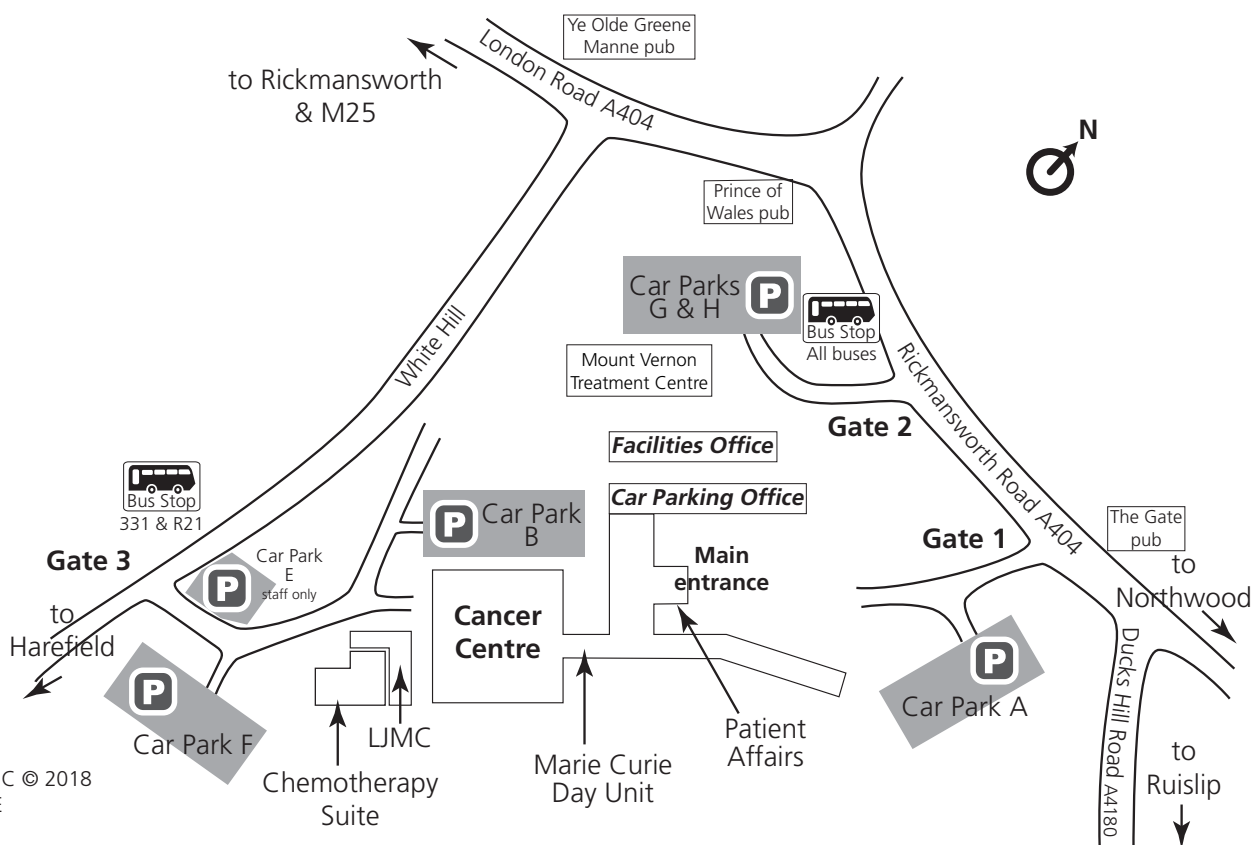 Ye Olde Greene
Manne pub
London Road A404
to Rickmansworth
& M25
N
Prince of
Wales pub
Car Parks
G & H
P
Bus Stop
All buses
Mount Vernon
Treatment Centre
White Hill
Rickmansworth Road A404
Gate 2
Facilities Office
Car Parking Office
Bus Stop
331 & R21
P
Car Park
B
Gate 1
The Gate
pub
Gate 3
Car Park
E
staff only
P
Main
entrance
to
Northwood
to
Harefield
Cancer
Centre
P
Car Park A
Ducks Hill Road A4180
P
Car Park F
LJMC
Patient
Affairs
Marie Curie
Day Unit
Chemotherapy
Suite
to
Ruislip
C © 2018
E